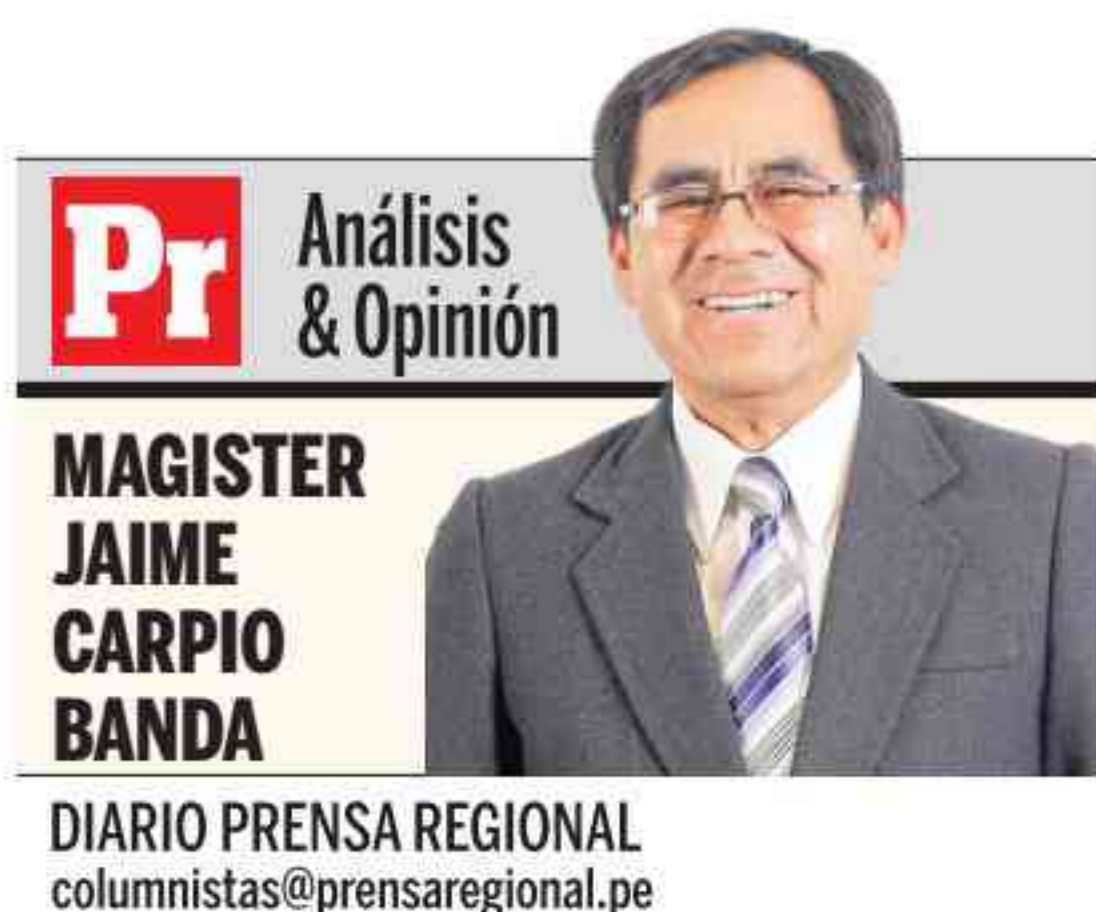 Pr
Análisis
& Opinión
MAGISTER
JAIME
CARPIO
BANDA
DIARIO PRENSA REGIONAL
columnistas@prensaregional.pe